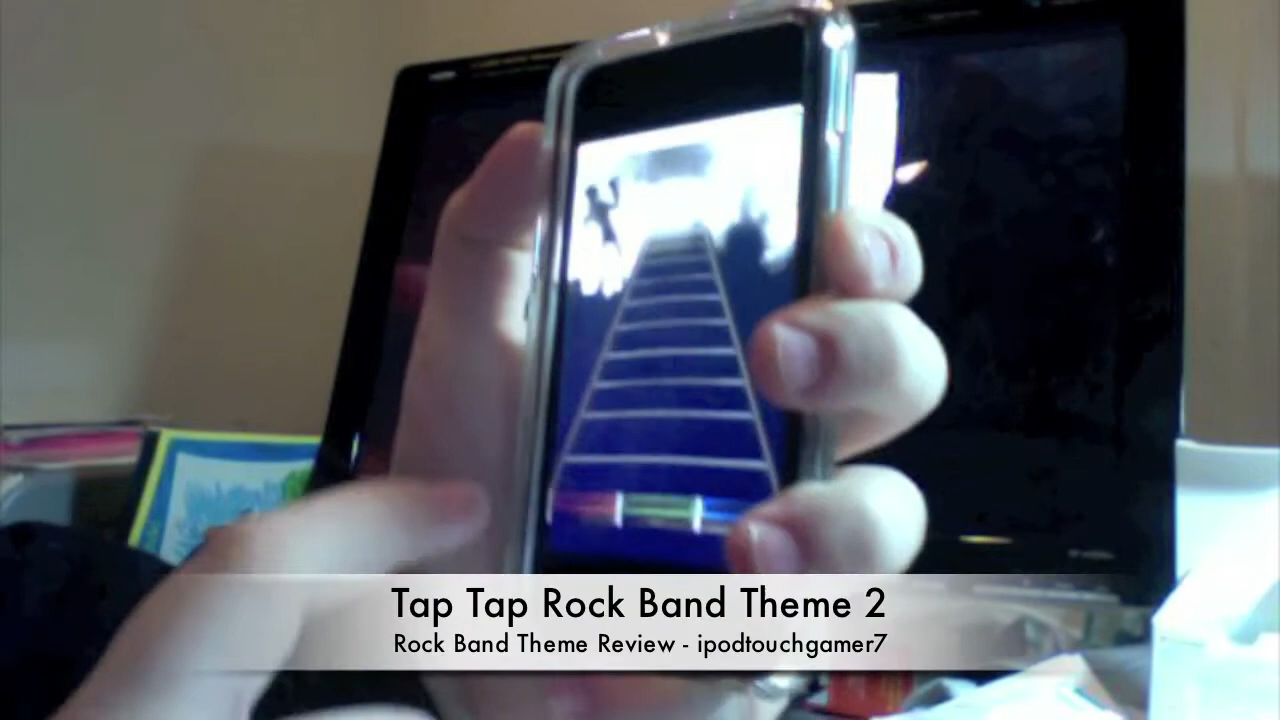 Tap Tap Rock Band Theme 2
Rock Band Theme Review - ipodtouchgamer7